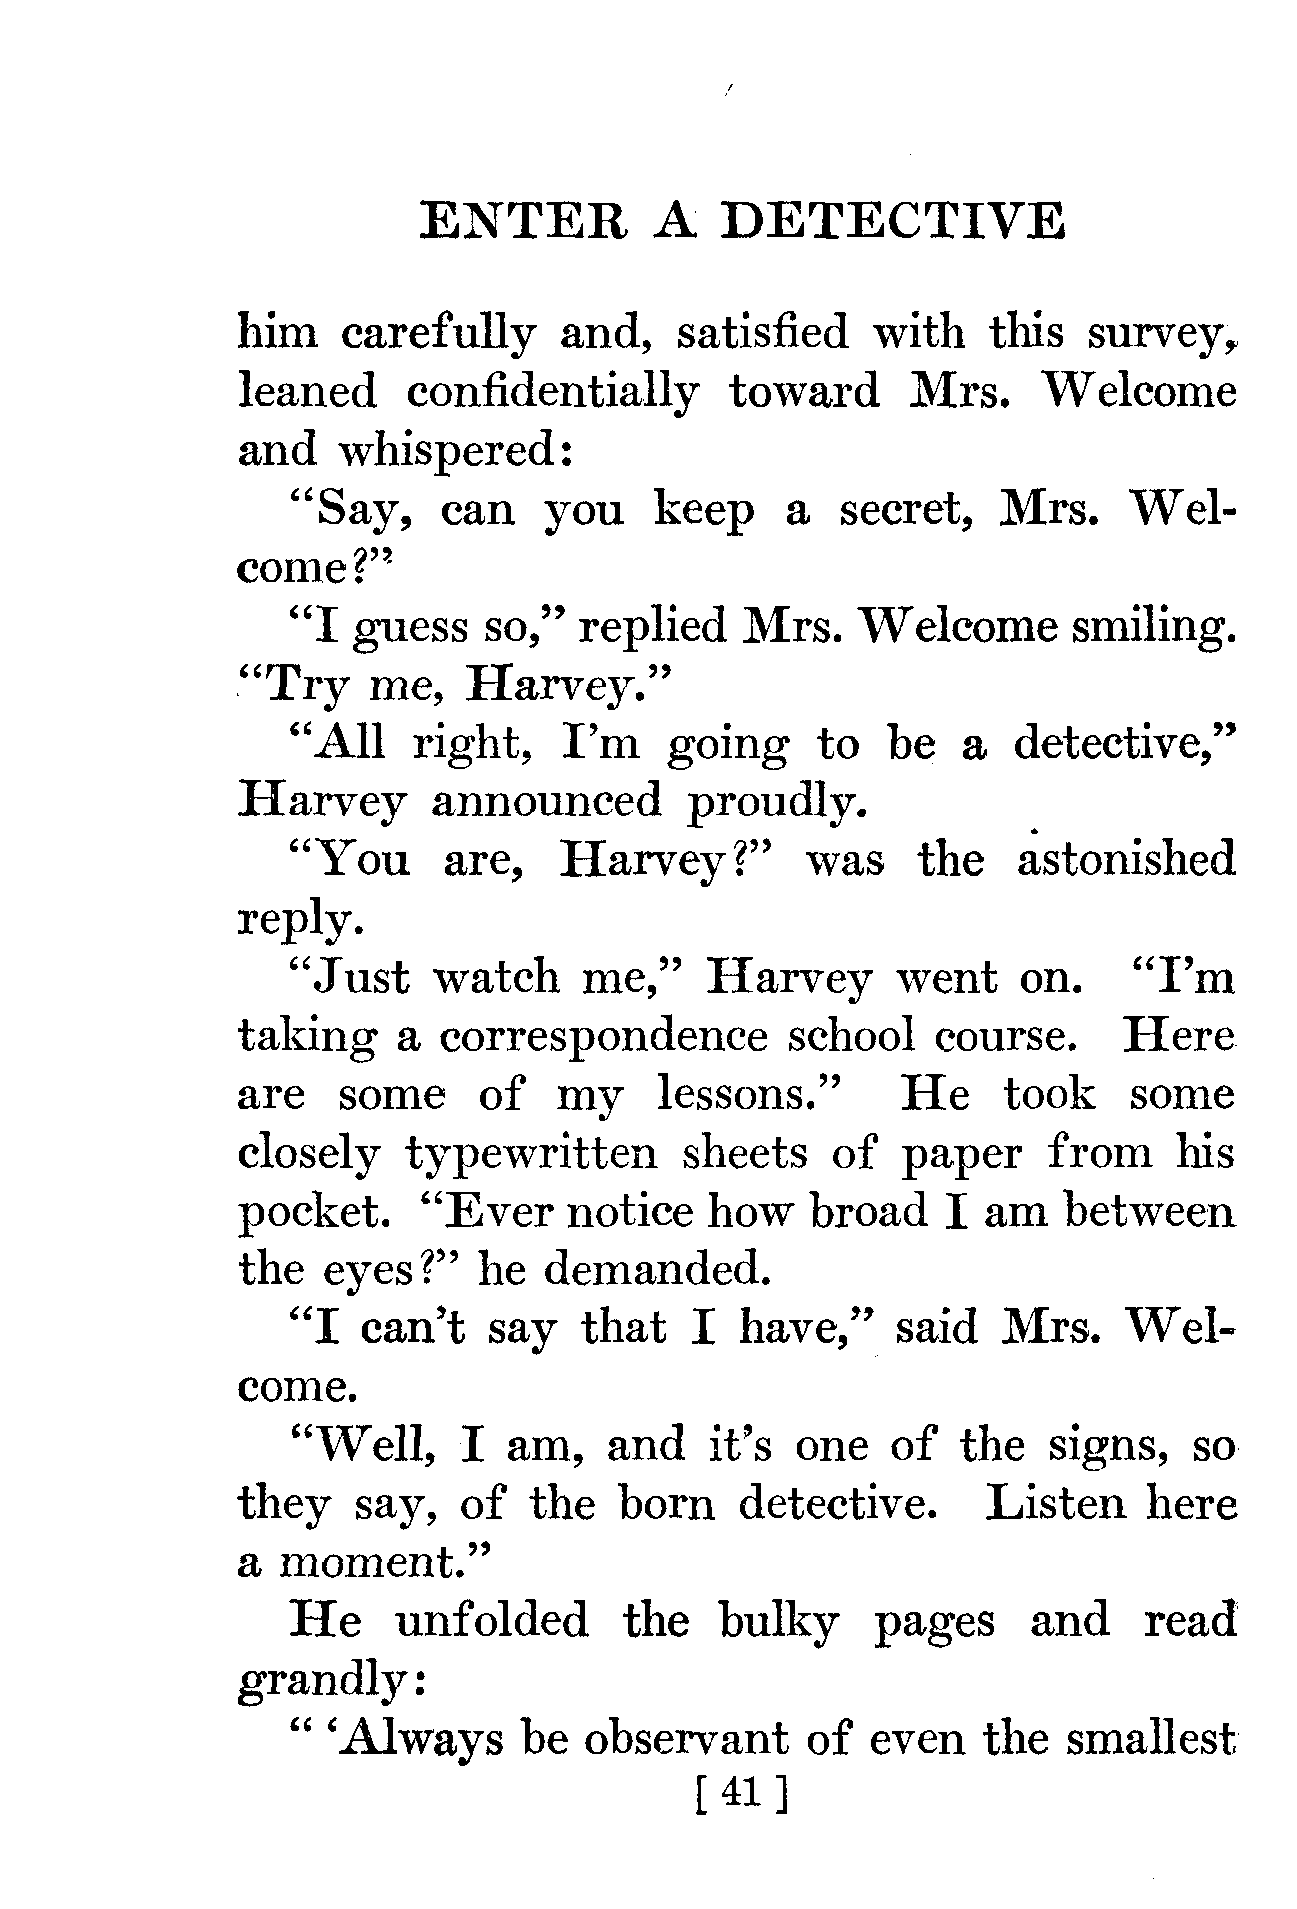 ENTER A DETECTIVE
him carefully and, satisfied with this survey,
leaned confidentially toward Mrs. Welcome
and whispered:
“Say, can you keep a secret, Mrs. Wel-
come?”
“I guess so,” replied Mrs. Welcome smiling.
“Try me, Harvey.”
“All right, I’m going to be a detective,”
Harvey announced proudly.
“You are, Harvey?” was the astonished
reply.
“Just watch me,” Harvey went on. “I’m
taking a correspondence school course. Here
are some of my lessons.” He took some
closely typewritten sheets of paper from his
pocket. “Ever notice how broad I am between
the eyes?” he demanded.
“I can’t say that I have,” said Mrs. Wel-
come.
“Well, I am, and it’s one of the signs, so
they say, of the born detective. Listen here
a moment.”
He unfolded the bulky pages and read
grandly:
“ ‘Always be observant of even the smallest
[ 41 ]